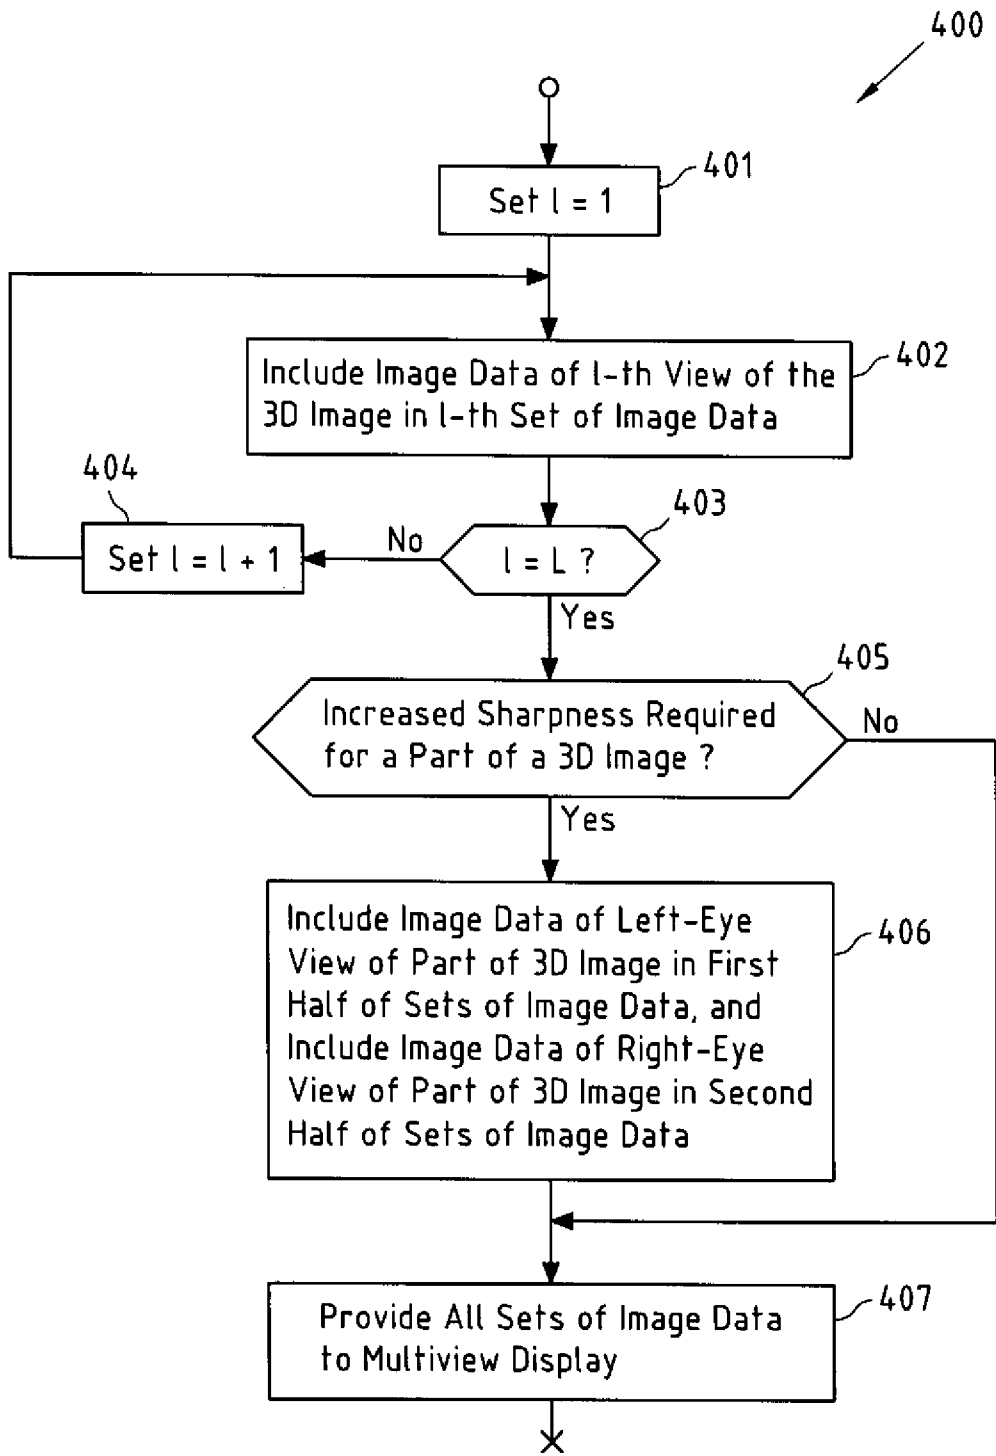 400
401
Set l = 1
402
Include Image Data of l-th View of the
3D Image in l-th Set of Image Data
404
403
Set l = l + 1
No
l = L ?
Yes
405
Increased Sharpness Required
for a Part of a 3D Image ?
No
Yes
Include Image Data of Left-Eye
View of Part of 3D Image in First
Half of Sets of Image Data, and
Include Image Data of Right-Eye
View of Part of 3D Image in Second
Half of Sets of Image Data
406
407
Provide All Sets of Image Data
to Multiview Display